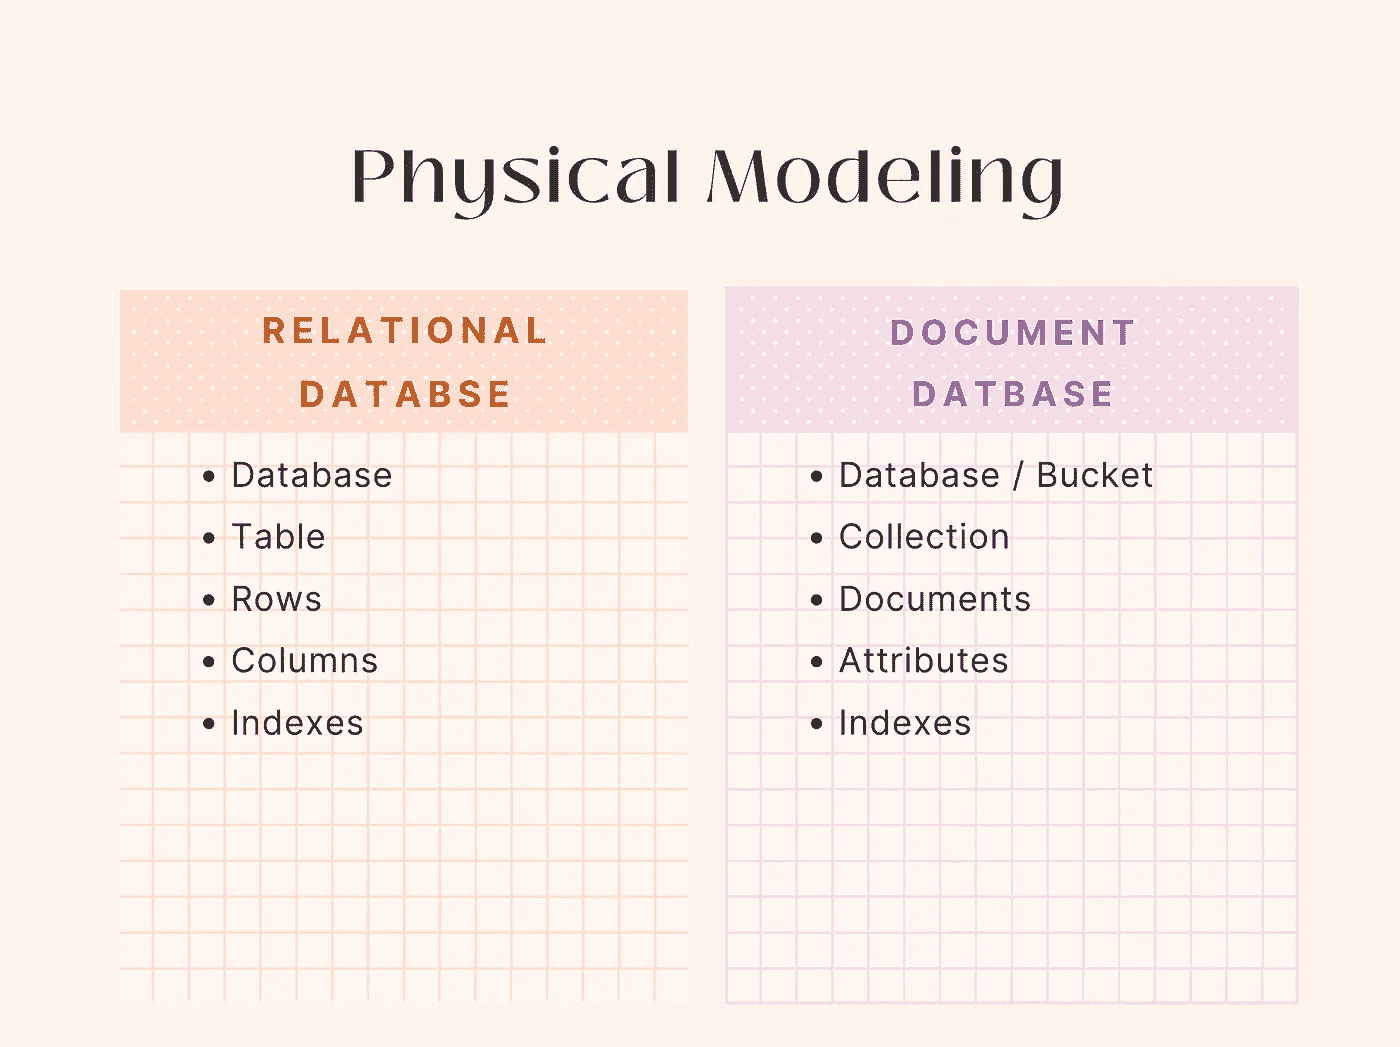 Physical Modeling
RELATIONAL
DATABSE
• Database
• Table
• Rows
• Columns
• Indexes
DOCUMENT
DATBASE
• Database / Bucket
• Collection
• Documents
• Attributes
• Indexes